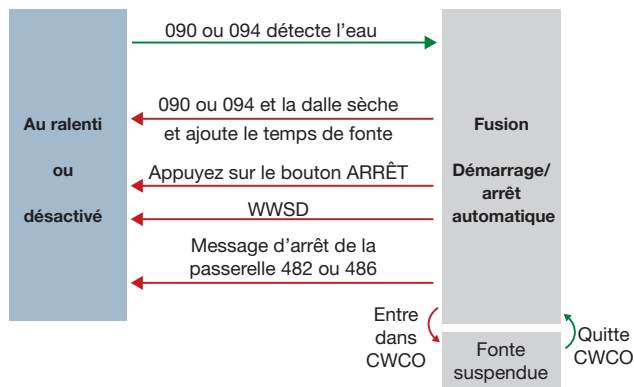 090 ou 094 détecte l’eau
Au ralenti
ou
désactivé
090 ou 094 et la dalle sèche
et ajoute le temps de fonte
Appuyez sur le bouton ARRÊT
WWSD
Message d’arrêt de la
passerelle 482 ou 486
Fusion
Démarrage/
arrêt
automatique
Entre
dans
CWCO
Fonte
suspendue
Quitte
CWCO